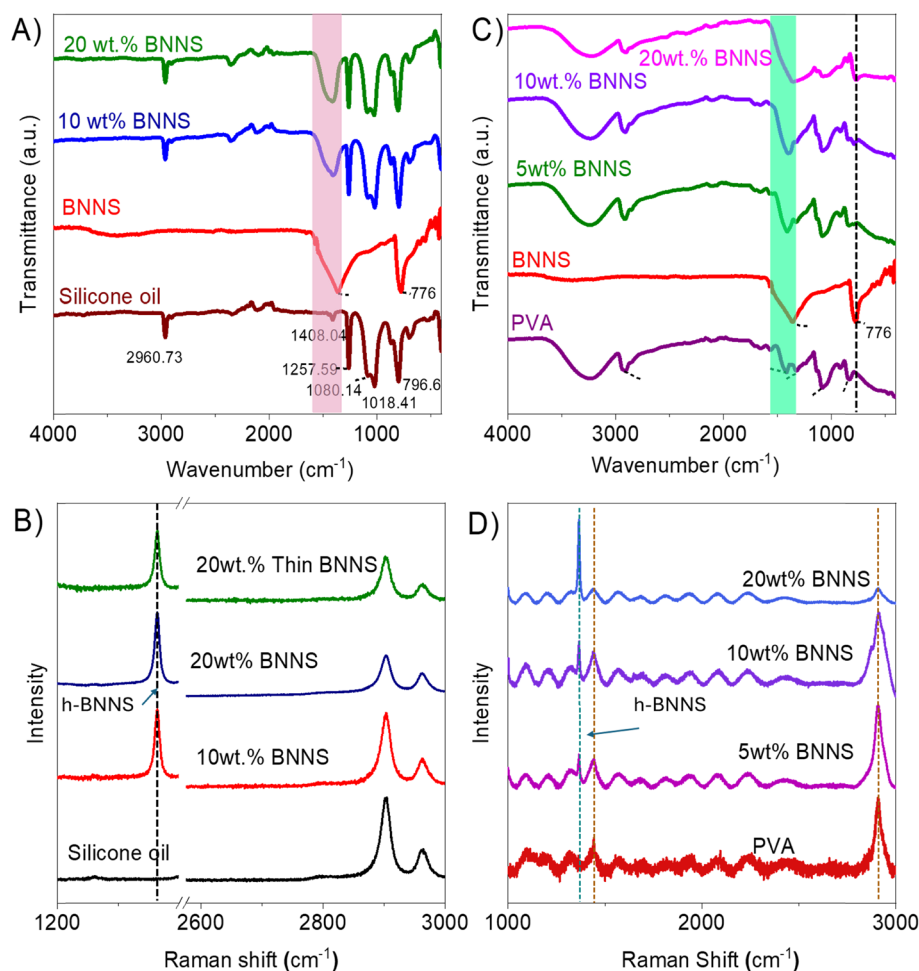 A)
20 wt.% BNNS
10 wt% BNNS
BNNS
776
Silicone oil
1408.04
2960.73
1257.59
796.6
1080.14
1018.41
Transmittance (a.u.)
4000 3000 2000 1000
Wavenumber (cm-1)
C)
20wt.% BNNS
10wt.% BNNS
5wt% BNNS
BNNS
776
PVA
Transmittance (a.u.)
4000 3000 2000 1000
Wavenumber (cm-1)
B)
20wt.% Thin BNNS
20wt% BNNS
h-BNNS
10wt.% BNNS
Silicone oil
Intensity
1200 2600 2800 3000
Raman shift (cm-1)
D)
20wt% BNNS
10wt% BNNS
h-BNNS
5wt% BNNS
PVA
Intensity
1000 2000 3000
Raman Shift (cm-1)